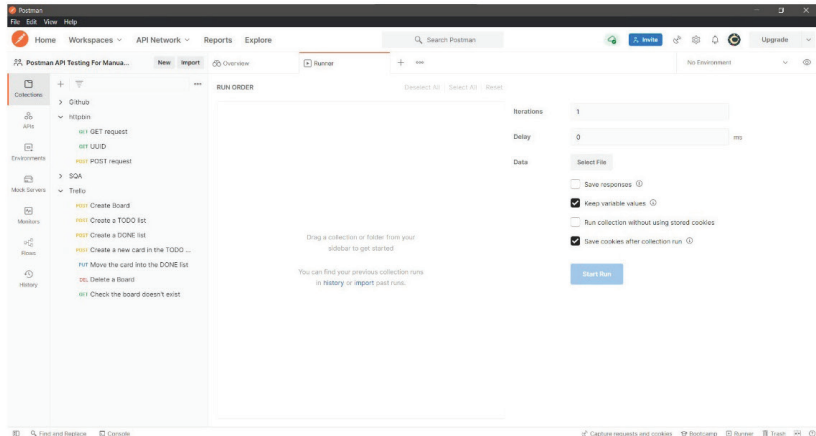 Postman
File Edit View Help
Home Workspaces API Network Reports Explore Search Postman Invite Upgrade
Postman API Testing For Manua... New Import Overview Runner No Environment
Collections
APIs
Environments
Mock Servers
Monitors
Flows
History
Github
httpbin
GET GET request
GET UUID
POST POST request
SQA
Trello
POST Create Board
POST Create a TODO list
POST Create a DONE list
POST Create a new card in the TODO ...
PUT Move the card into the DONE list
DEL Delete a Board
GET Check the board doesn't exist
RUN ORDER Deselect All Select All Reset
Drag a collection or folder from your
sidebar to get started
You can find your previous collection runs
in history, or import past runs.
Iterations 1
Delay 0 ms
Data Select File
Save responses
Keep variable values
Run collection without using stored cookies
Save cookies after collection run
Start Run
Find and Replace Console Capture requests and cookies Bootcamp Runner Trash